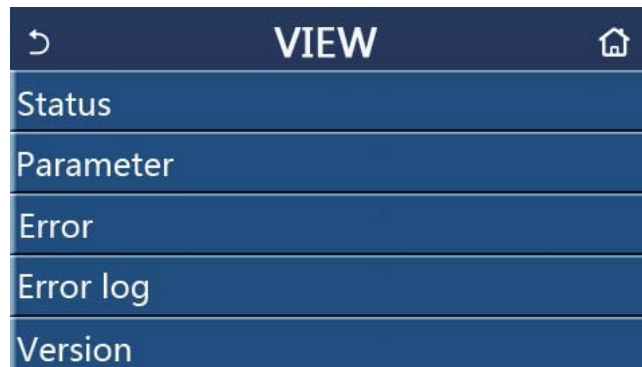 VIEW
Status
Parameter
Error
Error log
Version